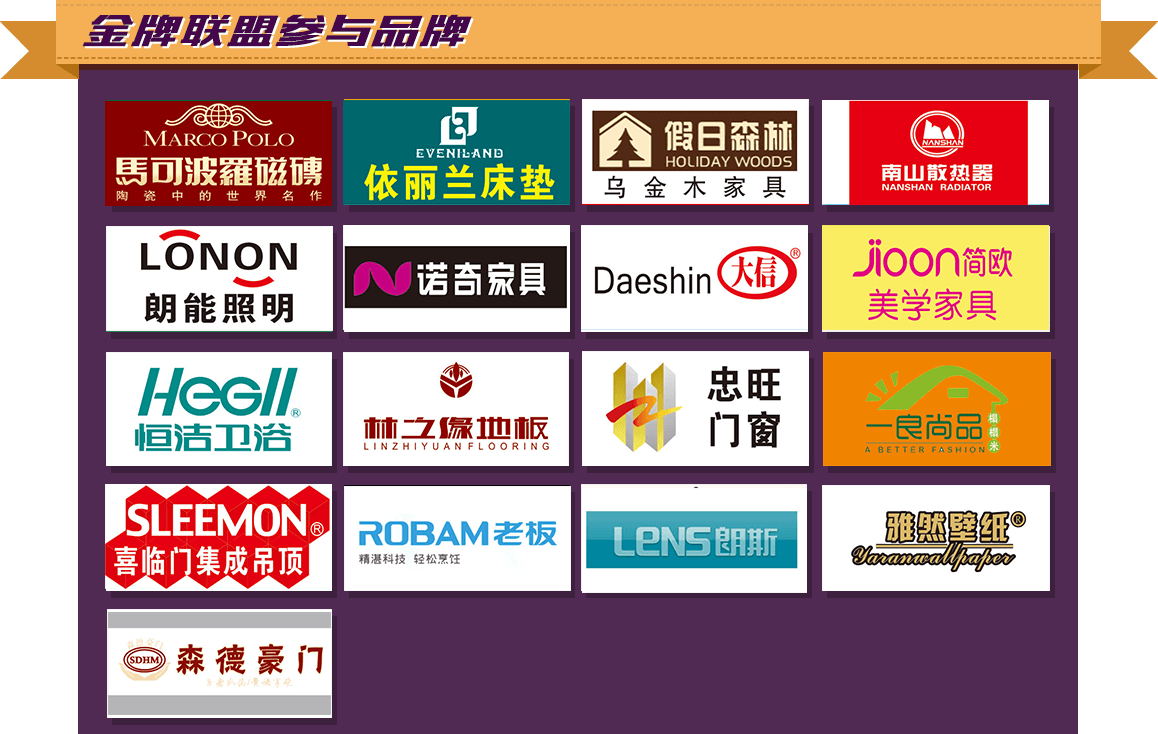 金牌联盟参与品牌
MARCO POLO
馬可波羅磁磚
陶瓷中的世界名作
EVENILAND
依丽兰床垫
假日森林
HOLIDAY WOODS
乌金木家具
NANSHAN
南山散热器
NANSHAN RADIATOR
LONON
朗能照明
诺奇家具
Daeshin 大信®
jioon简欧
美学家具
HEGII®
恒洁卫浴
林之缘地板
LINZHIYUAN FLOORING
忠旺
门窗
一良尚品
榻榻米
A BETTER FASHION
SLEEMON®
喜临门集成吊顶
ROBAM老板
精湛科技 轻松烹饪
LENS朗斯
雅然壁纸®
Yaranwallpaper
SDHM
森德豪门